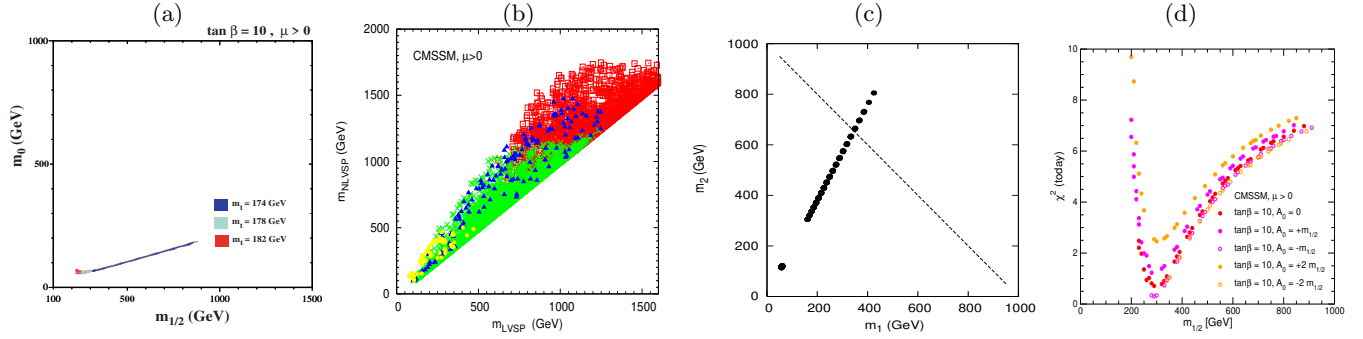 (a)
tan β = 10 , μ > 0
1000
500
0
m0 (GeV)
mt = 174 GeV
mt = 178 GeV
mt = 182 GeV
100
500
1000
1500
m1/2 (GeV)
(b)
2000
1500
1000
500
0
mNLVSP (GeV)
CMSSM, μ>0
0
500
1000
1500
mLVSP (GeV)
(c)
1000
800
600
400
200
0
m2 (GeV)
0
200
400
600
800
1000
m1 (GeV)
(d)
10
8
6
4
2
0
χ2 (today)
CMSSM, μ > 0
tanβ = 10, A0 = 0
tanβ = 10, A0 = +m1/2
tanβ = 10, A0 = -m1/2
tanβ = 10, A0 = +2 m1/2
tanβ = 10, A0 = -2 m1/2
0
200
400
600
800
1000
m1/2 [GeV]